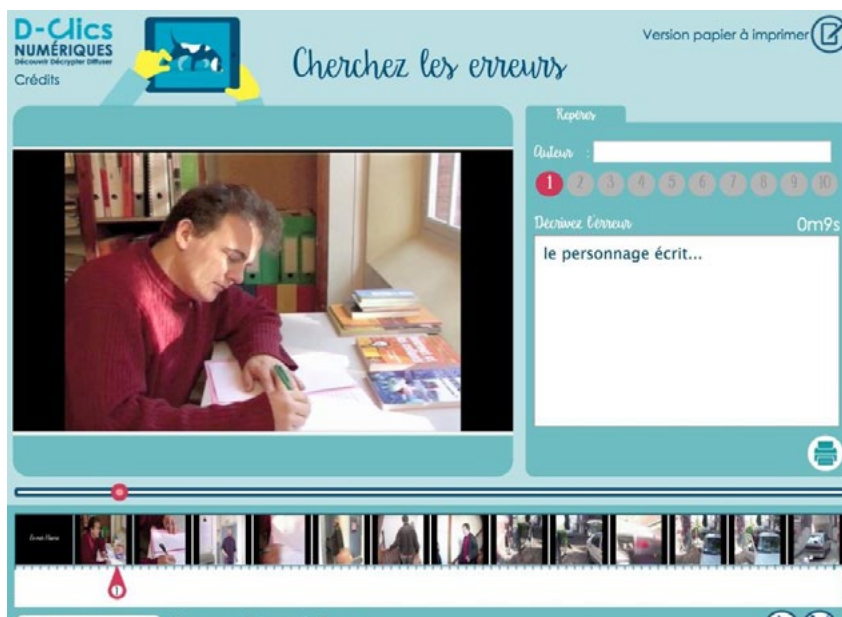 D-Clics
NUMÉRIQUES
Découvrir Décrypter Diffuser
Crédits
Cherchez les erreurs
Version papier à imprimer
Repères
Auteur :
1 2 3 4 5 6 7 8 9 10
Décrivez l'erreur
0m9s
le personnage écrit...
1